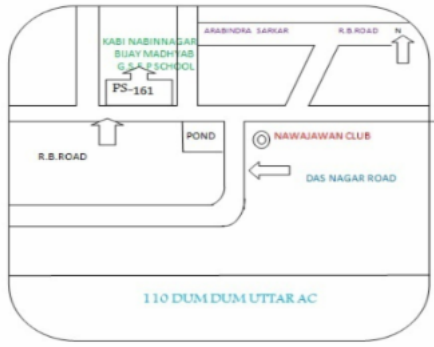 ARABINDRA SARKAR R.B.ROAD N
KABI NABINNAGAR
BIJAY MADHYAB
G.S.F.P SCHOOL
PS-161
POND
NAWAJAWAN CLUB
R.B.ROAD
DAS NAGAR ROAD
110 DUM DUM UTTAR AC